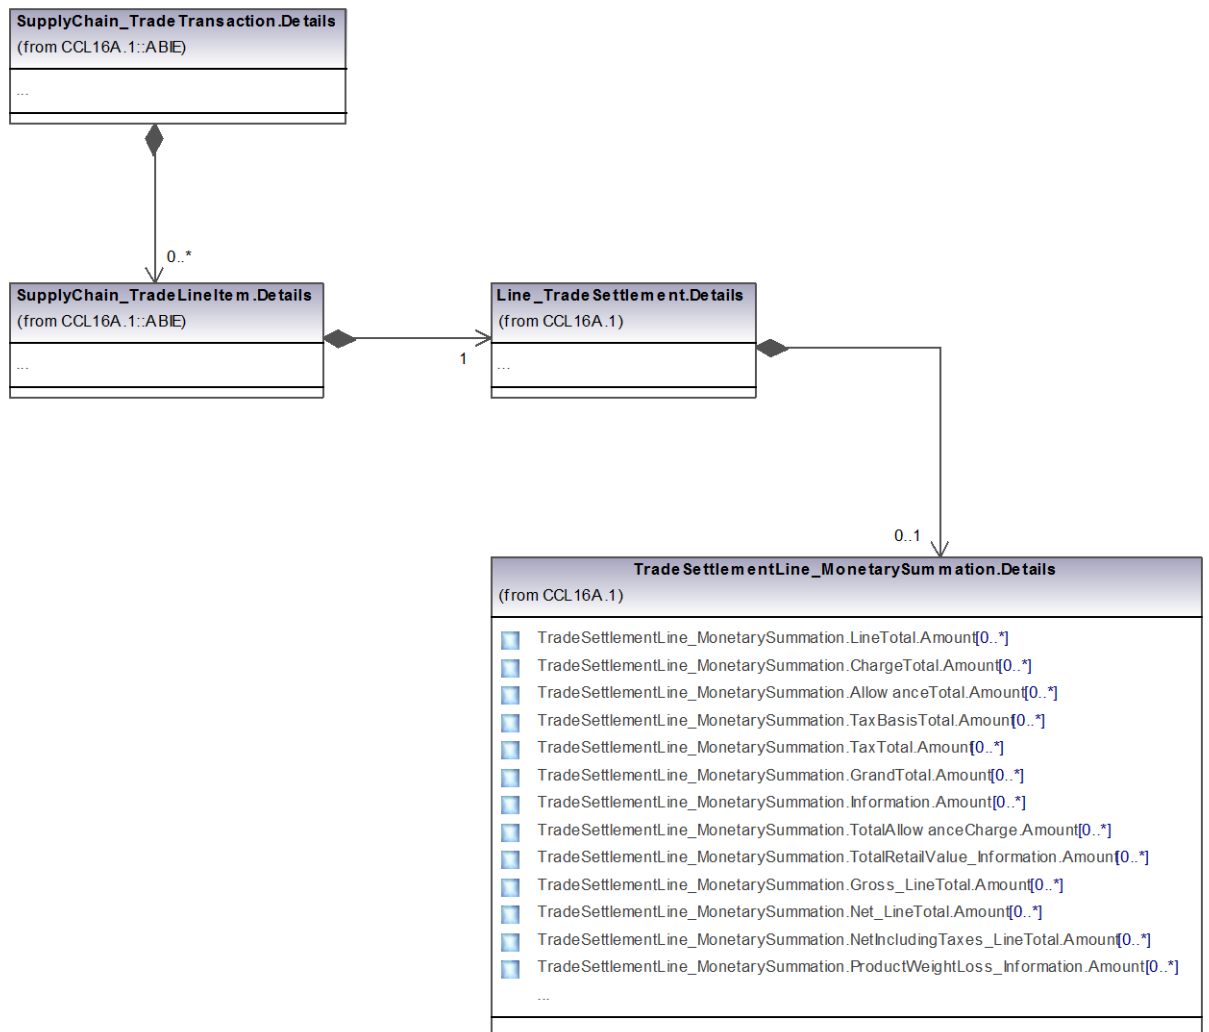 SupplyChain_TradeTransaction.Details
(from CCL16A.1::ABIE)
...
0..*
SupplyChain_TradeLineItem.Details
(from CCL16A.1::ABIE)
...
1
Line_TradeSettlement.Details
(from CCL16A.1)
...
0..1
TradeSettlementLine_MonetarySummation.Details
(from CCL16A.1)
TradeSettlementLine_MonetarySummation.LineTotal.Amount[0..*]
TradeSettlementLine_MonetarySummation.ChargeTotal.Amount[0..*]
TradeSettlementLine_MonetarySummation.AllowanceTotal.Amount[0..*]
TradeSettlementLine_MonetarySummation.TaxBasisTotal.Amount[0..*]
TradeSettlementLine_MonetarySummation.TaxTotal.Amount[0..*]
TradeSettlementLine_MonetarySummation.GrandTotal.Amount[0..*]
TradeSettlementLine_MonetarySummation.Information.Amount[0..*]
TradeSettlementLine_MonetarySummation.TotalAllowanceCharge.Amount[0..*]
TradeSettlementLine_MonetarySummation.TotalRetailValue_Information.Amount[0..*]
TradeSettlementLine_MonetarySummation.Gross_LineTotal.Amount[0..*]
TradeSettlementLine_MonetarySummation.Net_LineTotal.Amount[0..*]
TradeSettlementLine_MonetarySummation.NetIncludingTaxes_LineTotal.Amount[0..*]
TradeSettlementLine_MonetarySummation.ProductWeightLoss_Information.Amount[0..*]
...